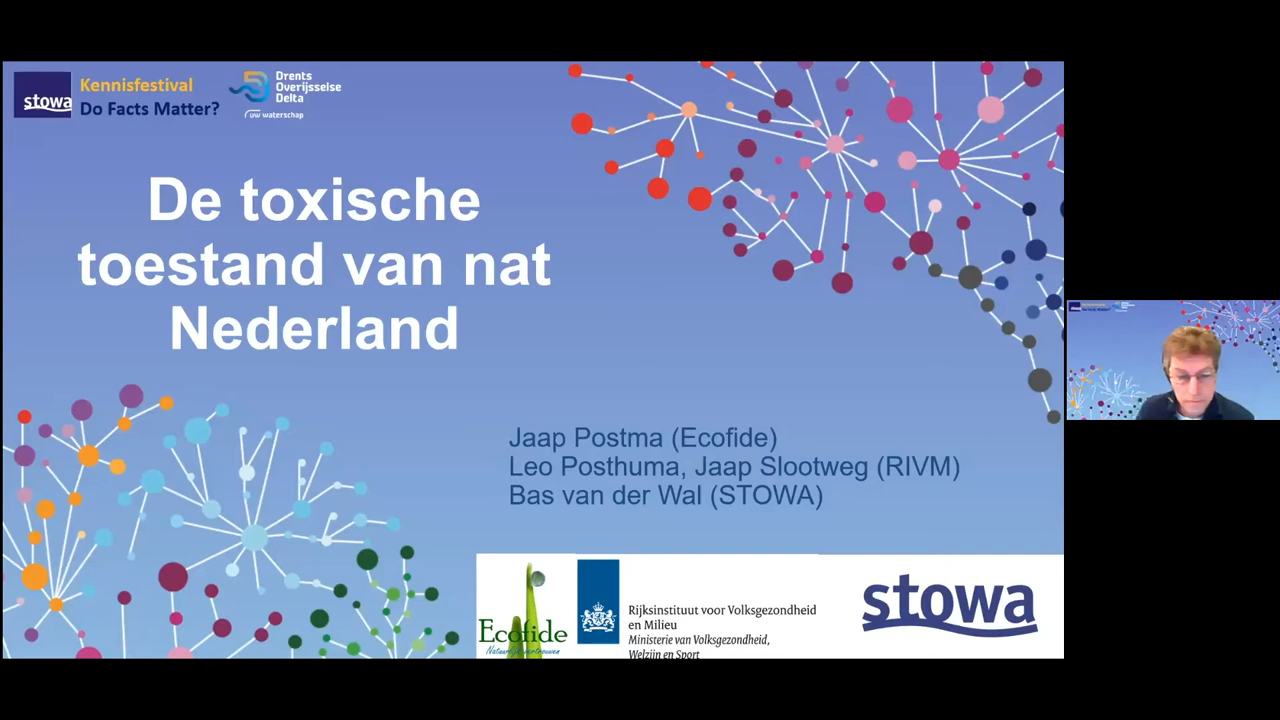 stowa
Kennisfestival
Do Facts Matter?
Drents
Overijsselse
Delta
uw waterschap
De toxische
toestand van nat
Nederland
Jaap Postma (Ecofide)
Leo Posthuma, Jaap Slootweg (RIVM)
Bas van der Wal (STOWA)
Ecofide
Natuurlijk vertrouwen
Rijksinstituut voor Volksgezondheid
en Milieu
Ministerie van Volksgezondheid,
Welzijn en Sport
stowa